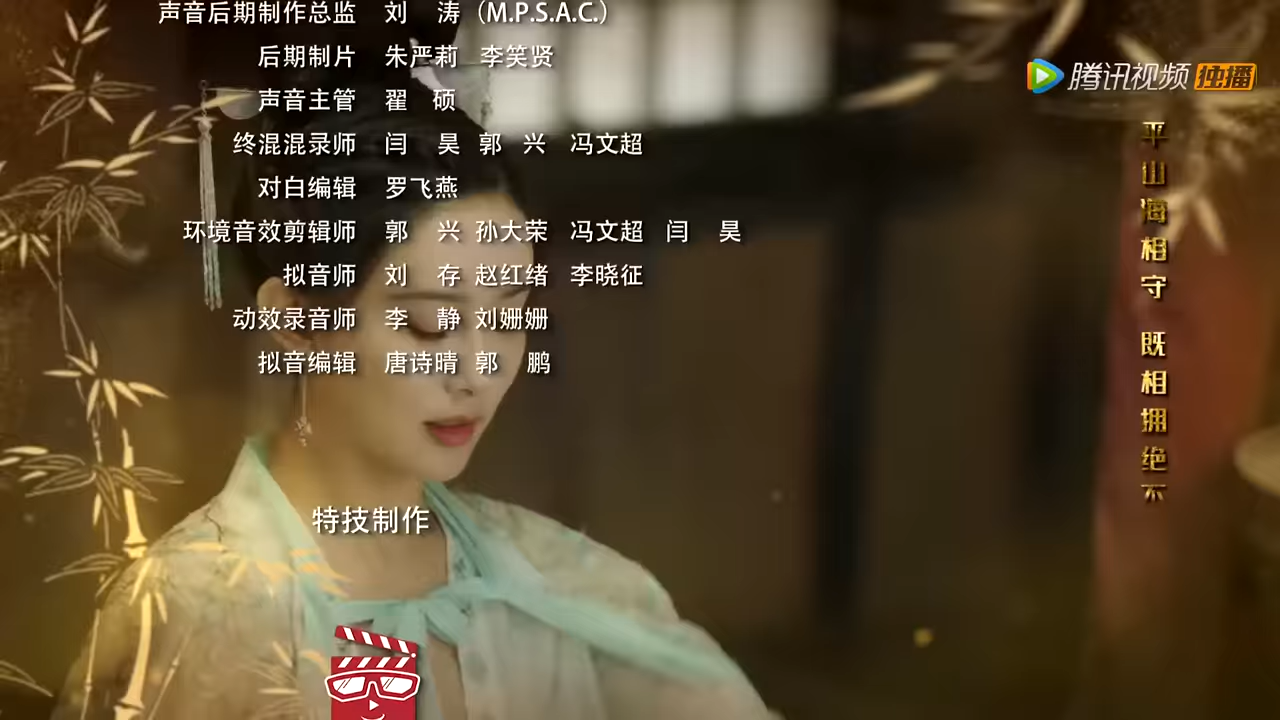 声音后期制作总监 刘 涛（M.P.S.A.C.）
后期制片 朱严莉 李笑贤
声音主管 翟 硕
终混混录师 闫 昊 郭 兴 冯文超
对白编辑 罗飞燕
环境音效剪辑师 郭 兴 孙大荣 冯文超 闫 昊
拟音师 刘 存 赵红绪 李晓征
动效录音师 李 静 刘姗姗
拟音编辑 唐诗晴 郭 鹏
特技制作
腾讯视频 独播
平山海相守 既相拥绝不